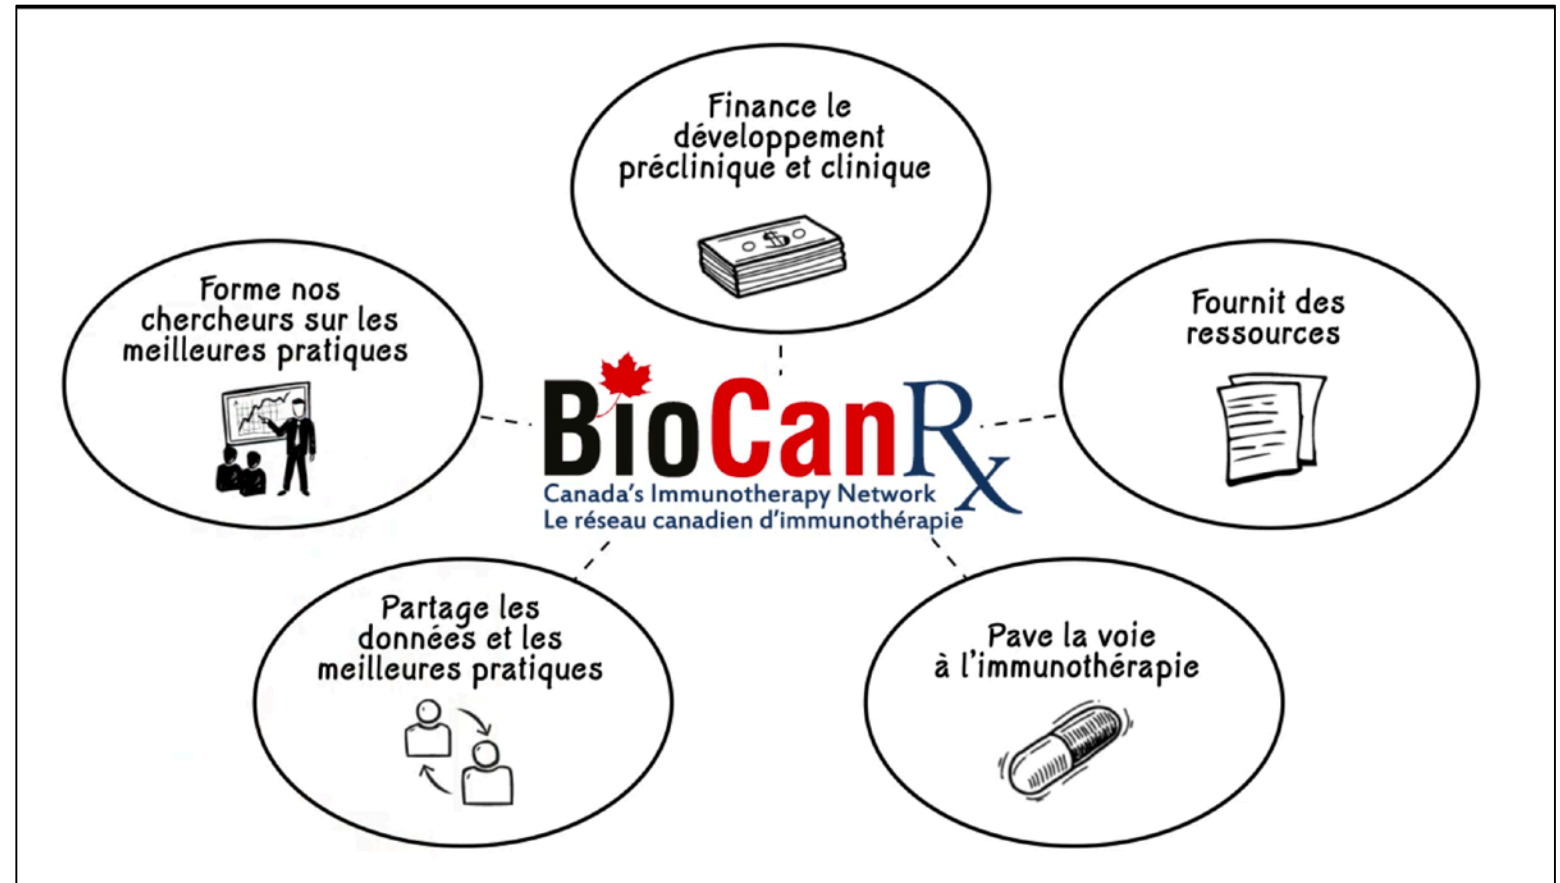 Finance le
développement
préclinique et clinique
Forme nos
chercheurs sur les
meilleures pratiques
Fournit des
ressources
BioCanRx
Canada's Immunotherapy Network
Le réseau canadien d'immunothérapie
Partage les
données et les
meilleures pratiques
Pave la voie
à l'immunothérapie